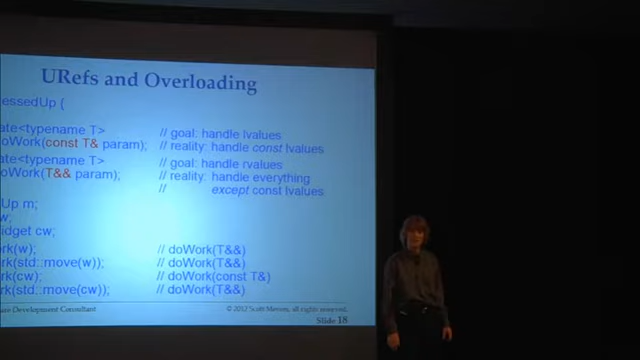 URefs and Overloading
essedUp {
ate<typename T> // goal: handle lvalues
oWork(const T& param); // reality: handle const lvalues
ate<typename T> // goal: handle rvalues
oWork(T&& param); // reality: handle everything
// except const lvalues
Up m;
w;
idget cw;
rk(w); // doWork(T&&)
rk(std::move(w)); // doWork(T&&)
rk(cw); // doWork(const T&)
rk(std::move(cw)); // doWork(T&&)
are Development Consultant © 2012 Scott Meyers, all rights reserved.
Slide 18